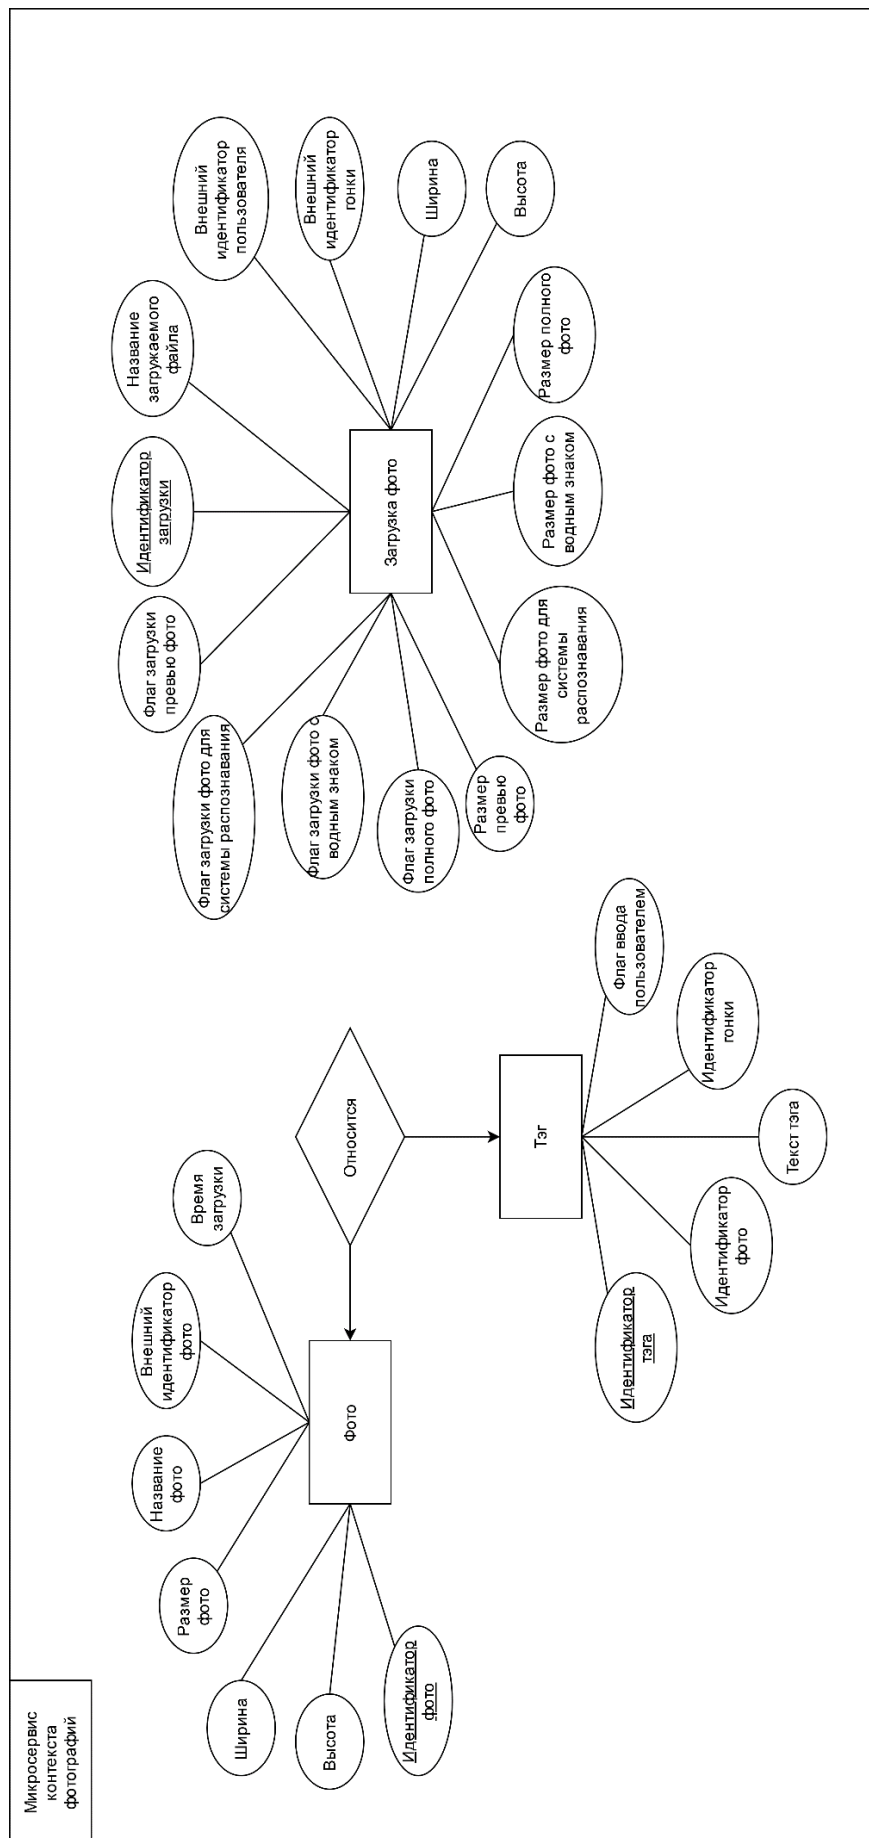 Микросервис
контекста
фотографий
Ширина
Высота
Идентификатор
фото
Размер
фото
Название
фото
Внешний
идентификатор
фото
Время
загрузки
Фото
Относится
Тэг
Идентификатор
тэга
Идентификатор
фото
Текст тэга
Идентификатор
гонки
Флаг ввода
пользователем
Флаг загрузки фото для
системы распознавания
Флаг загрузки фото с
водным знаком
Флаг загрузки
полного фото
Размер
превью
фото
Флаг загрузки
превью фото
Идентификатор
загрузки
Название
загружаемого
файла
Внешний
идентификатор
пользователя
Внешний
идентификатор
гонки
Ширина
Высота
Загрузка фото
Размер фото для
системы
распознавания
Размер фото с
водным знаком
Размер полного
фото